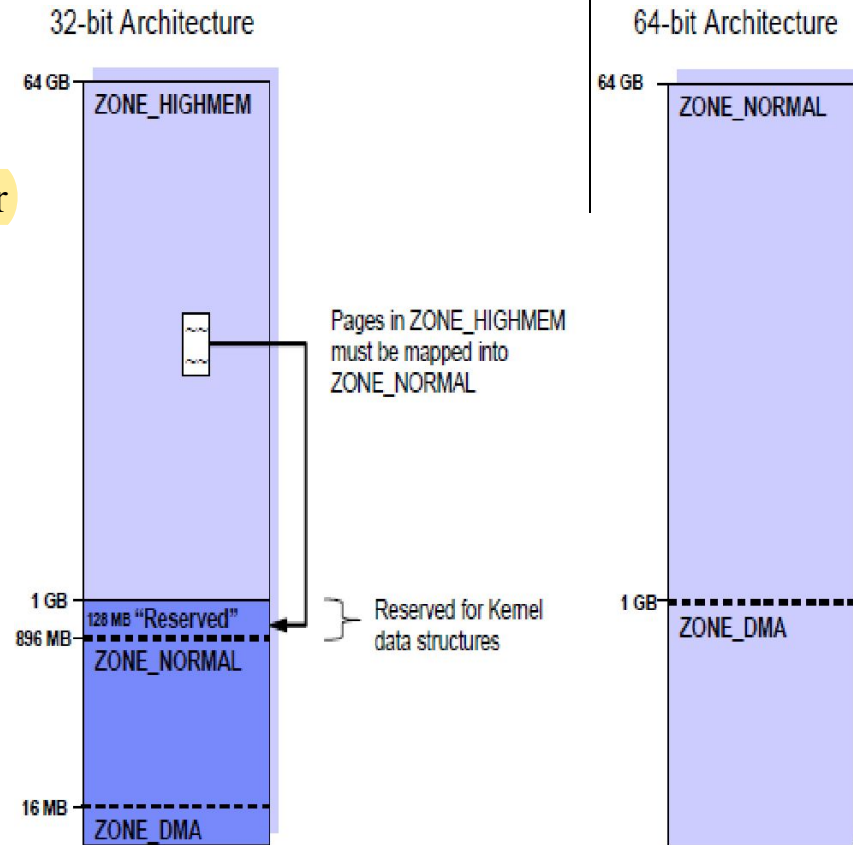 32-bit Architecture
64 GB
ZONE_HIGHMEM
r
Pages in ZONE_HIGHMEM
must be mapped into
ZONE_NORMAL
1 GB
128 MB “Reserved”
896 MB
ZONE_NORMAL
Reserved for Kernel
data structures
16 MB
ZONE_DMA
64-bit Architecture
64 GB
ZONE_NORMAL
1 GB
ZONE_DMA